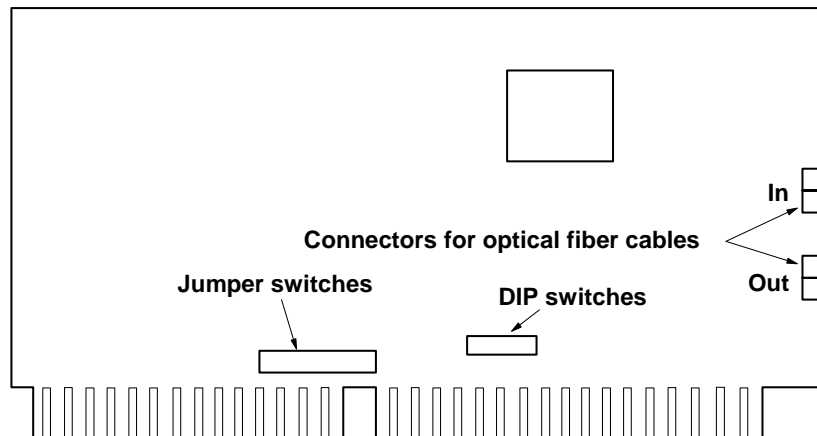 In
Connectors for optical fiber cables
Out
Jumper switches
DIP switches